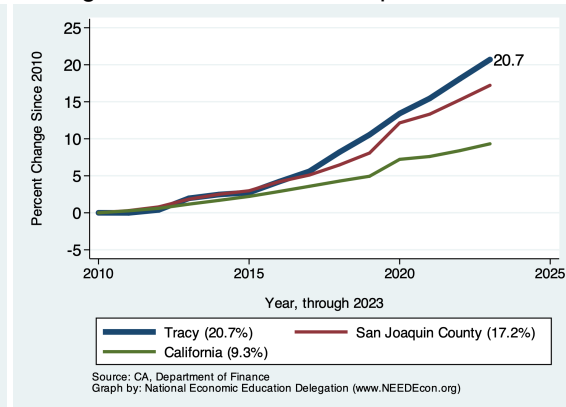 25
20
15
10
5
0
-5
Percent Change Since 2010
20.7
2010
2015
2020
2025
Year, through 2023
Tracy (20.7%)
San Joaquin County (17.2%)
California (9.3%)
Source: CA, Department of Finance
Graph by: National Economic Education Delegation (www.NEEDEcon.org)